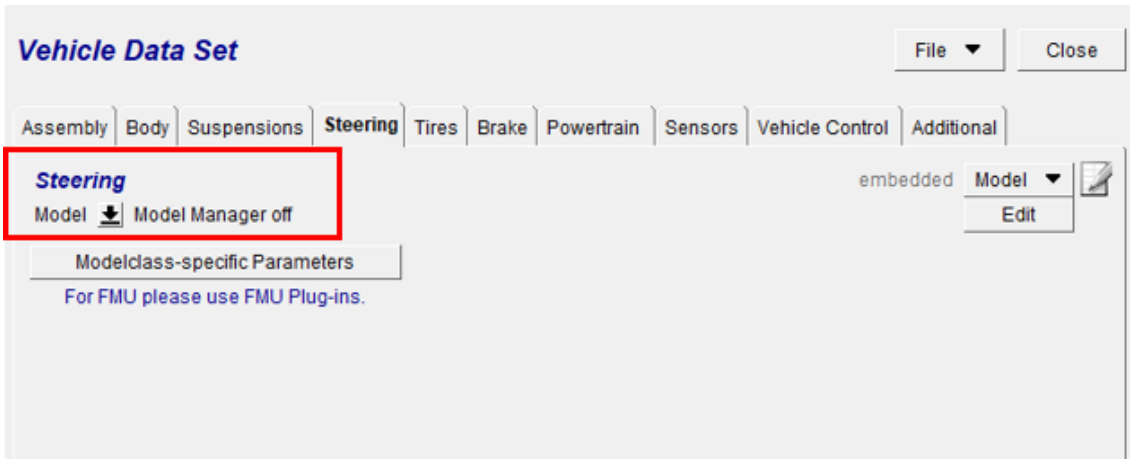 Vehicle Data Set File Close
Assembly Body Suspensions Steering Tires Brake Powertrain Sensors Vehicle Control Additional
Steering embedded Model
Model Model Manager off Edit
Modelclass-specific Parameters
For FMU please use FMU Plug-ins.